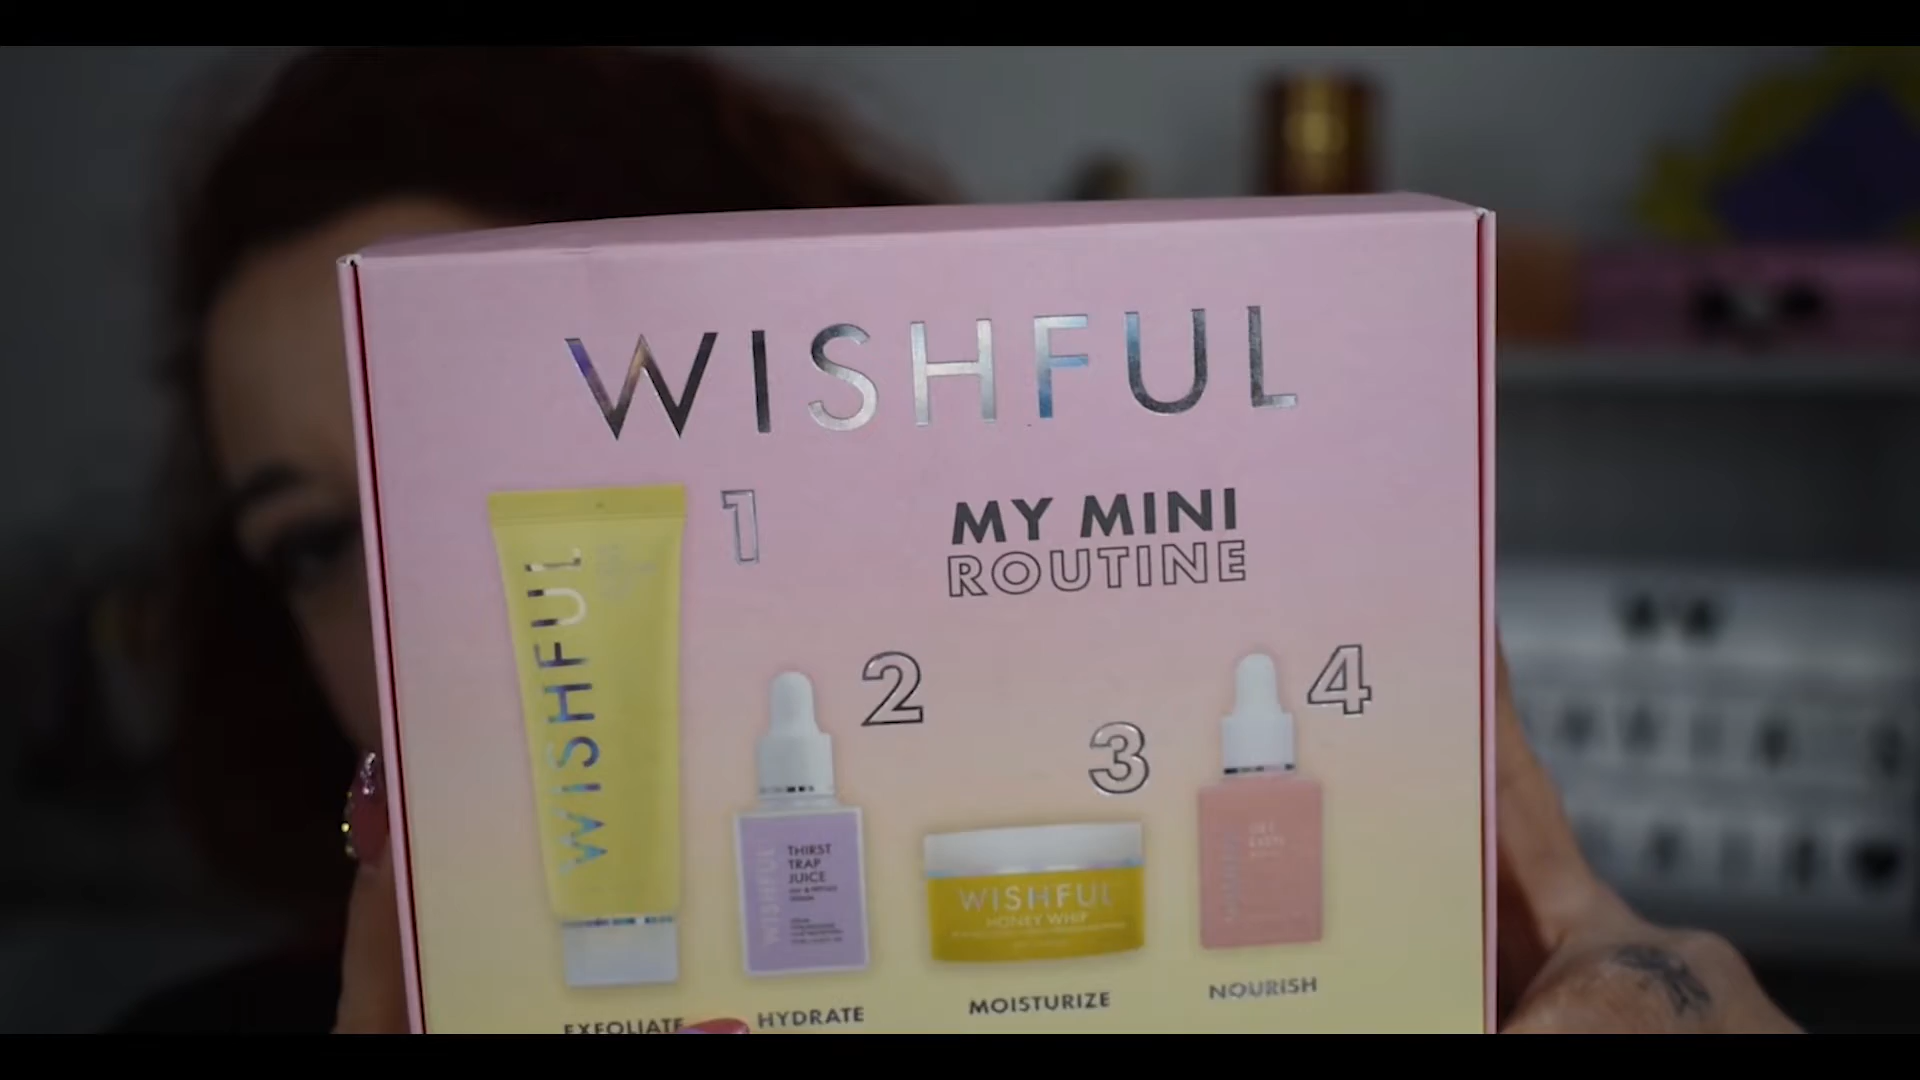 WISHFUL
1
MY MINI
ROUTINE
WISHFUL
2
THIRST
TRAP
JUICE
WISHFUL
3
WISHFUL
HONEY WHIP
4
EXFOLIATE
HYDRATE
MOISTURIZE
NOURISH